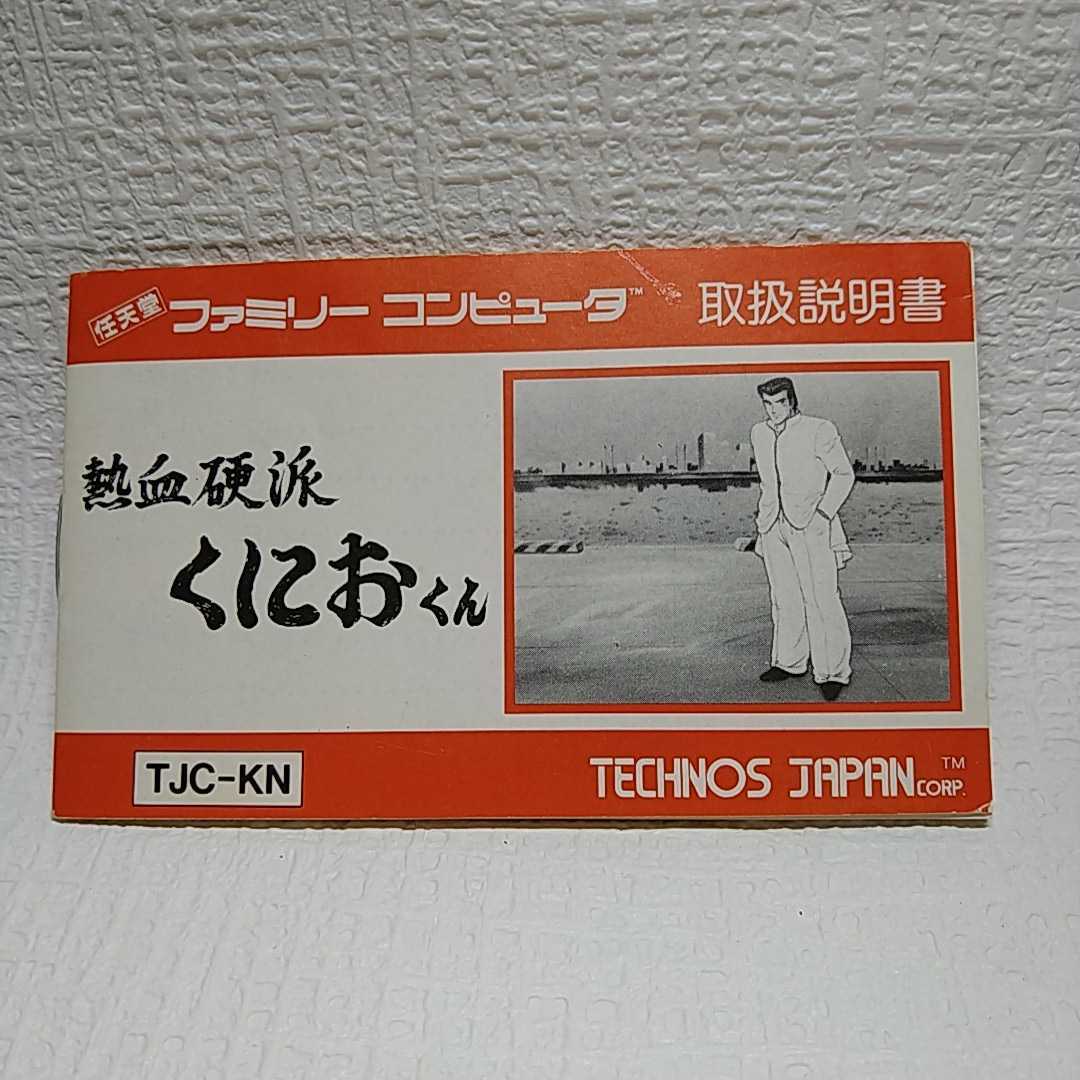 任天堂 ファミリー コンピュータ™ 取扱説明書
熱血硬派
くにおくん
TJC-KN
TECHNOS JAPAN CORP.™